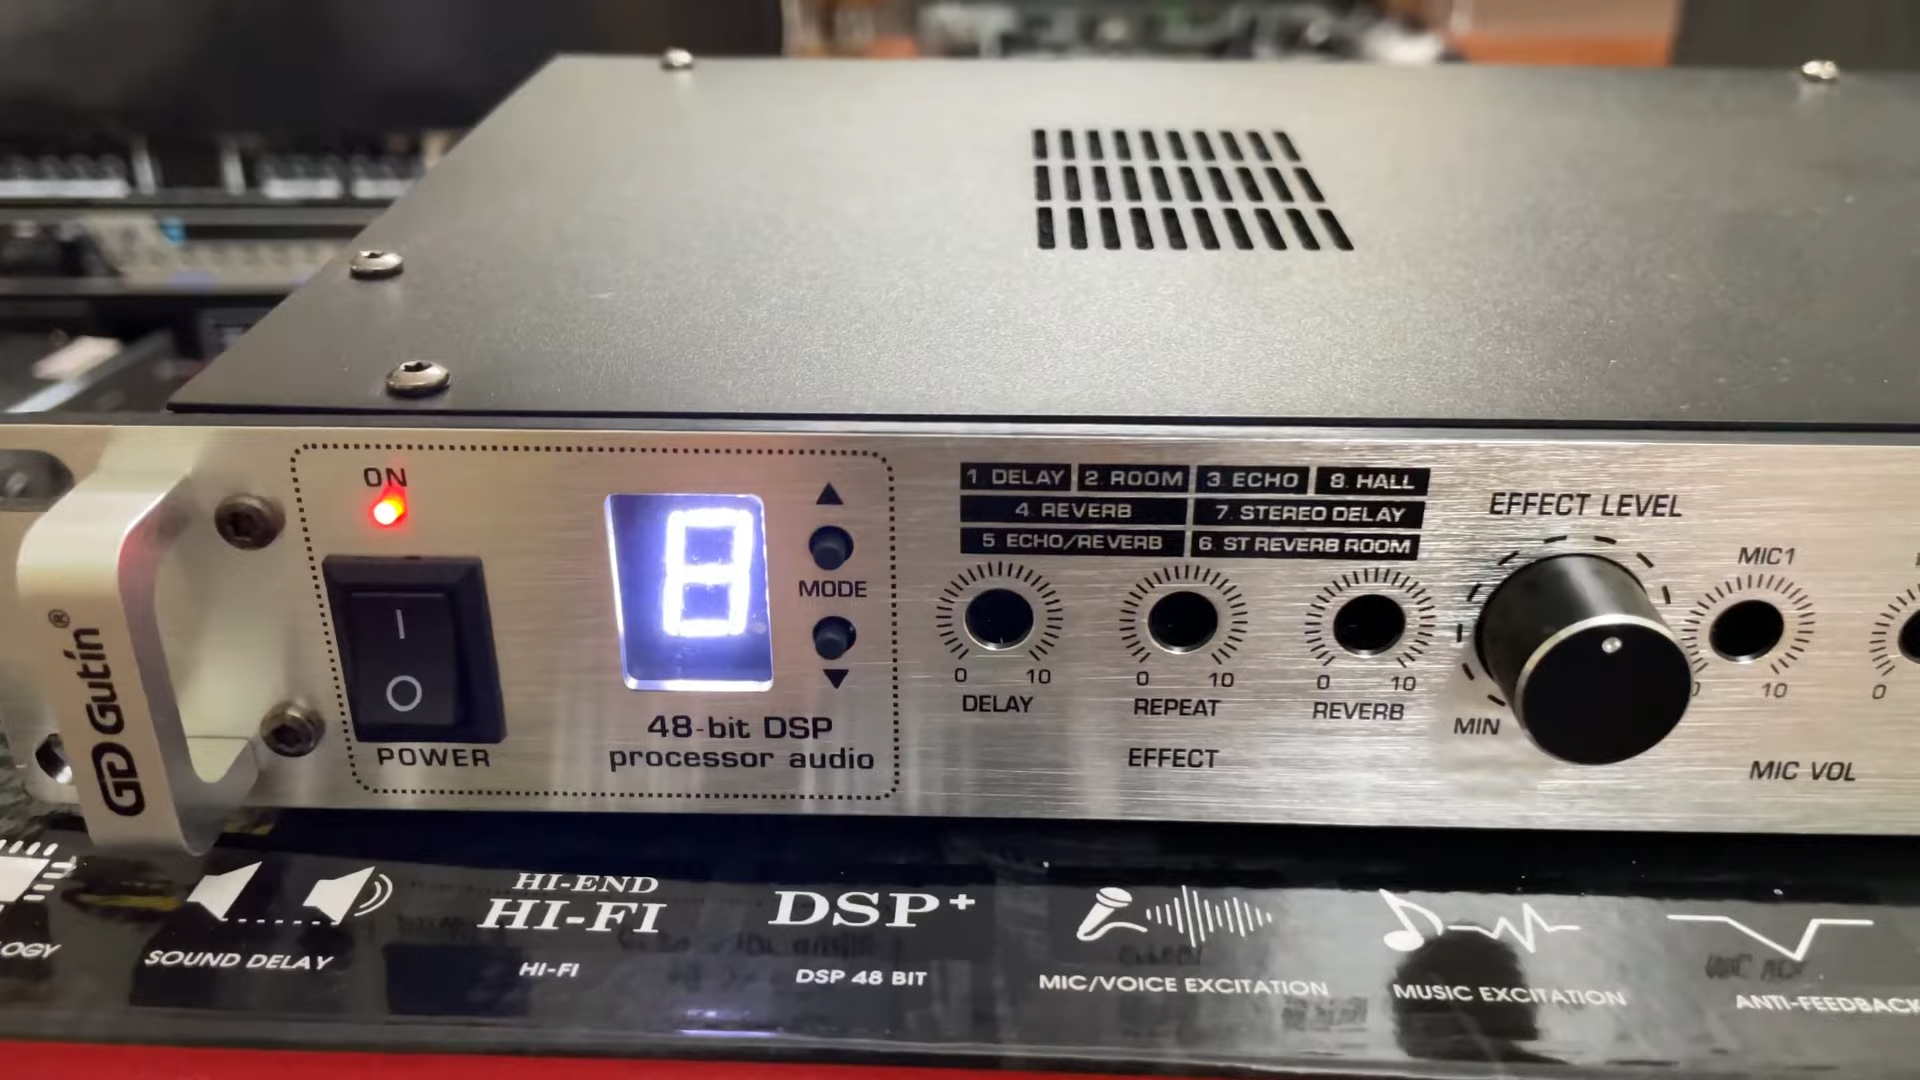 ON
I
O
POWER
8
MODE
48-bit DSP
processor audio
1 DELAY
2. ROOM
3. ECHO
8. HALL
4. REVERB
7. STEREO DELAY
5 ECHO/REVERB
6. ST REVERB ROOM
0 10
DELAY
0 10
REPEAT
0 10
REVERB
EFFECT
EFFECT LEVEL
MIN
MIC1
10
0
MIC VOL
GD Gutin®
OGY
SOUND DELAY
HI-END
HI-FI
HI-FI
DSP+
DSP 48 BIT
MIC/VOICE EXCITATION
MUSIC EXCITATION
ANTI-FEEDBACK